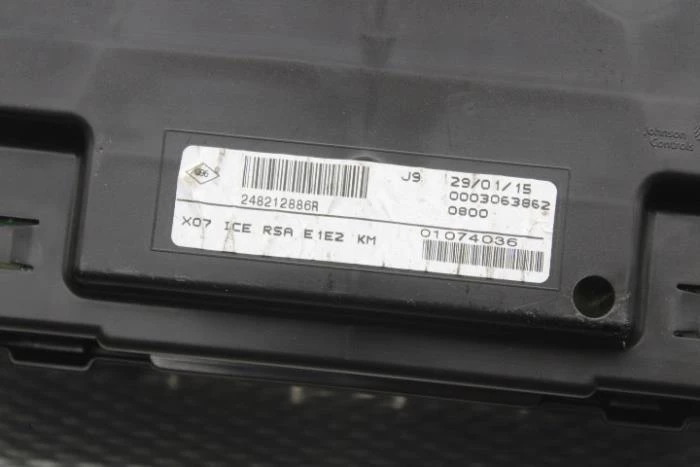 Johnson
Controls
J9 29/01/15
248212886R 0003063862
0800
X07 ICE RSA E1E2 KM 01074036